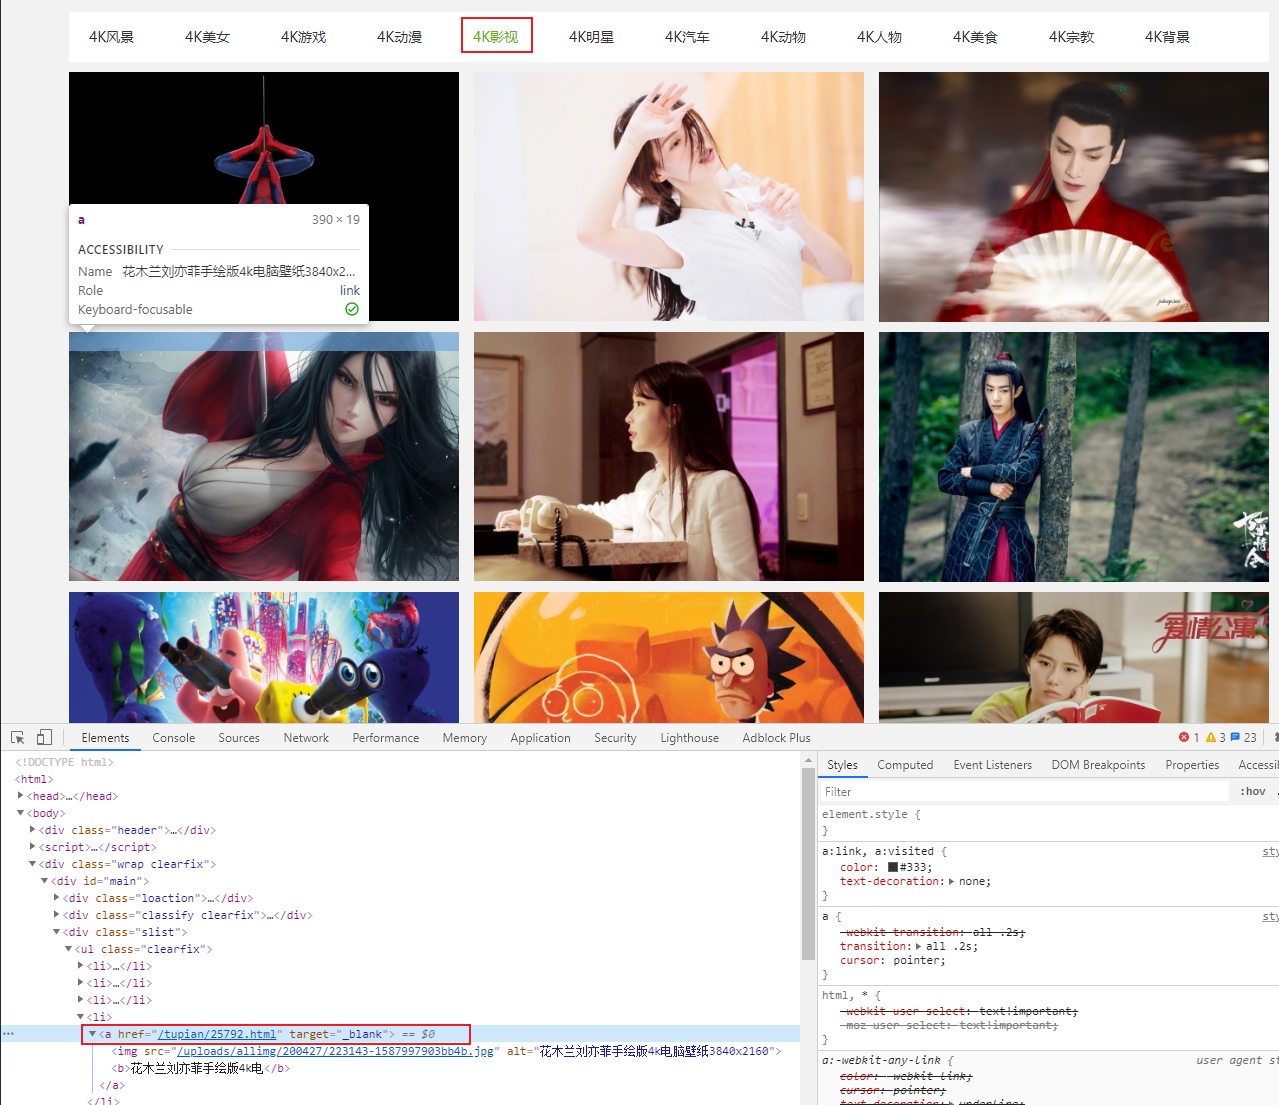 4K风景 4K美女 4K游戏 4K动漫 4K影视 4K明星 4K汽车 4K动物 4K人物 4K美食 4K宗教 4K背景
a 390 × 19
ACCESSIBILITY
Name 花木兰刘亦菲手绘版4k电脑壁纸3840x2...
Role link
Keyboard-focusable
陈情令
爱情公寓
Elements Console Sources Network Performance Memory Application Security Lighthouse Adblock Plus 1 3 23
<!DOCTYPE html>
<html>
<head>…</head>
<body>
<div class="header">…</div>
<script>…</script>
<div class="wrap clearfix">
<div id="main">
<div class="loaction">…</div>
<div class="classify clearfix">…</div>
<div class="slist">
<ul class="clearfix">
<li>…</li>
<li>…</li>
<li>…</li>
<li>
<a href="/tupian/25792.html" target="_blank"> == $0
<img src="/uploads/allimg/200427/223143-1587997903bb4b.jpg" alt="花木兰刘亦菲手绘版4k电脑壁纸3840x2160">
<b>花木兰刘亦菲手绘版4k电</b>
</a>
</li>
Styles Computed Event Listeners DOM Breakpoints Properties Accessibi
Filter :hov .
element.style {
}
a:link, a:visited { sty
color: #333;
text-decoration: none;
}
a { sty
-webkit-transition: all .2s;
transition: all .2s;
cursor: pointer;
}
html, * {
-webkit-user-select: text!important;
-moz-user-select: text!important;
}
a:-webkit-any-link { user agent st
color: -webkit-link;
cursor: pointer;
text-decoration: underline;